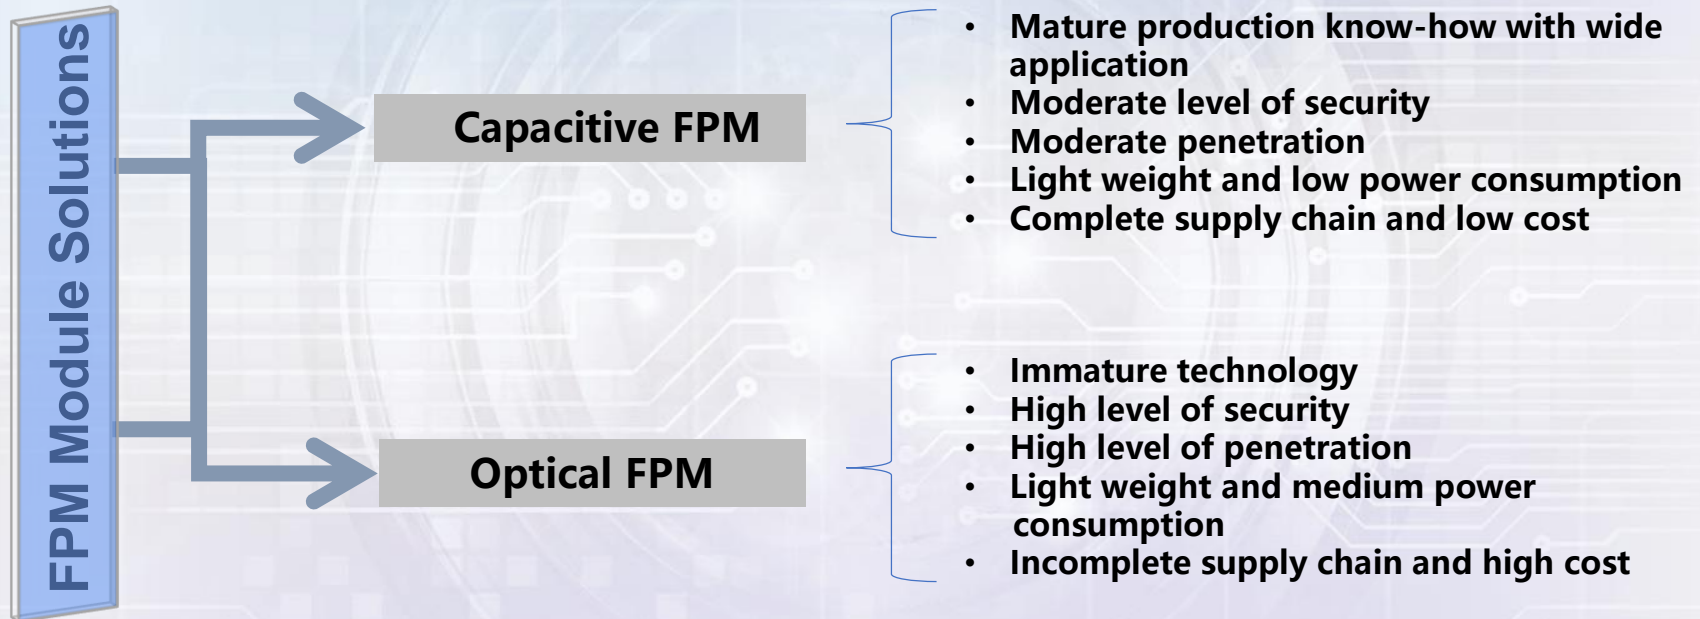 FPM Module Solutions
Capacitive FPM
• Mature production know-how with wide
application
• Moderate level of security
• Moderate penetration
• Light weight and low power consumption
• Complete supply chain and low cost
Optical FPM
• Immature technology
• High level of security
• High level of penetration
• Light weight and medium power
consumption
• Incomplete supply chain and high cost